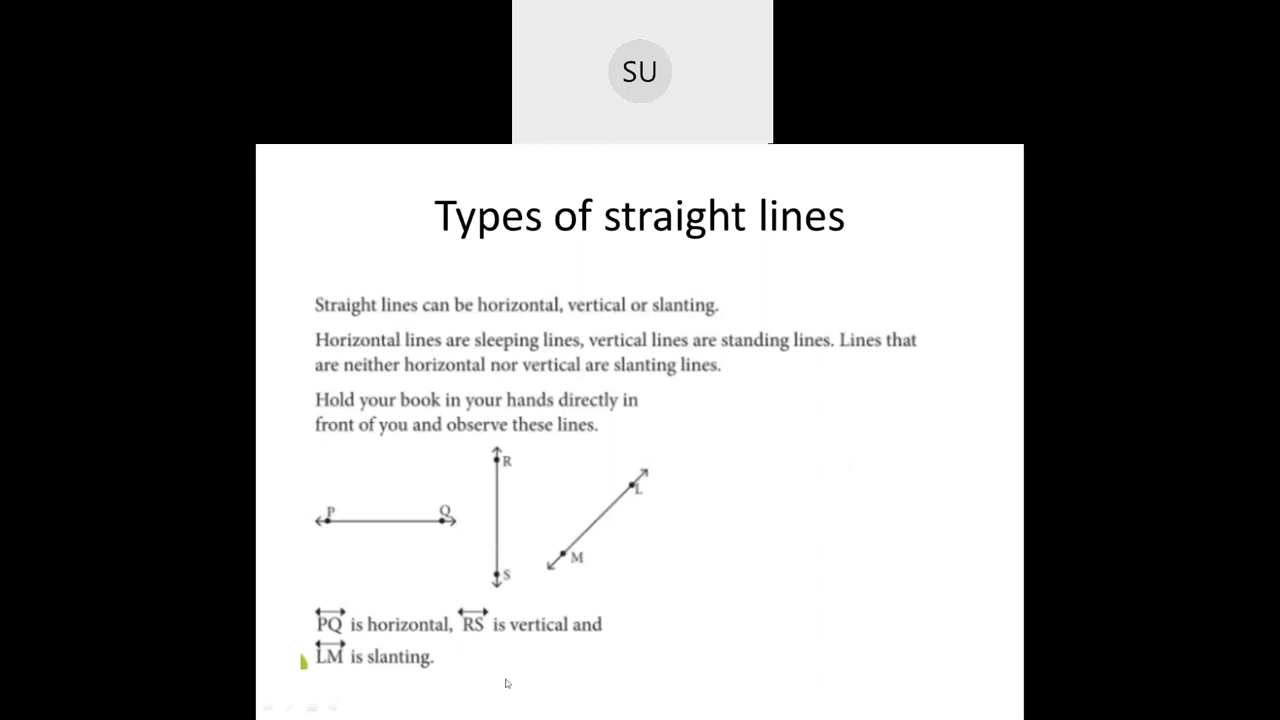 SU
Types of straight lines
Straight lines can be horizontal, vertical or slanting.
Horizontal lines are sleeping lines, vertical lines are standing lines. Lines that
are neither horizontal nor vertical are slanting lines.
Hold your book in your hands directly in
front of you and observe these lines.
P
Q
R
S
L
M
PQ is horizontal, RS is vertical and
LM is slanting.